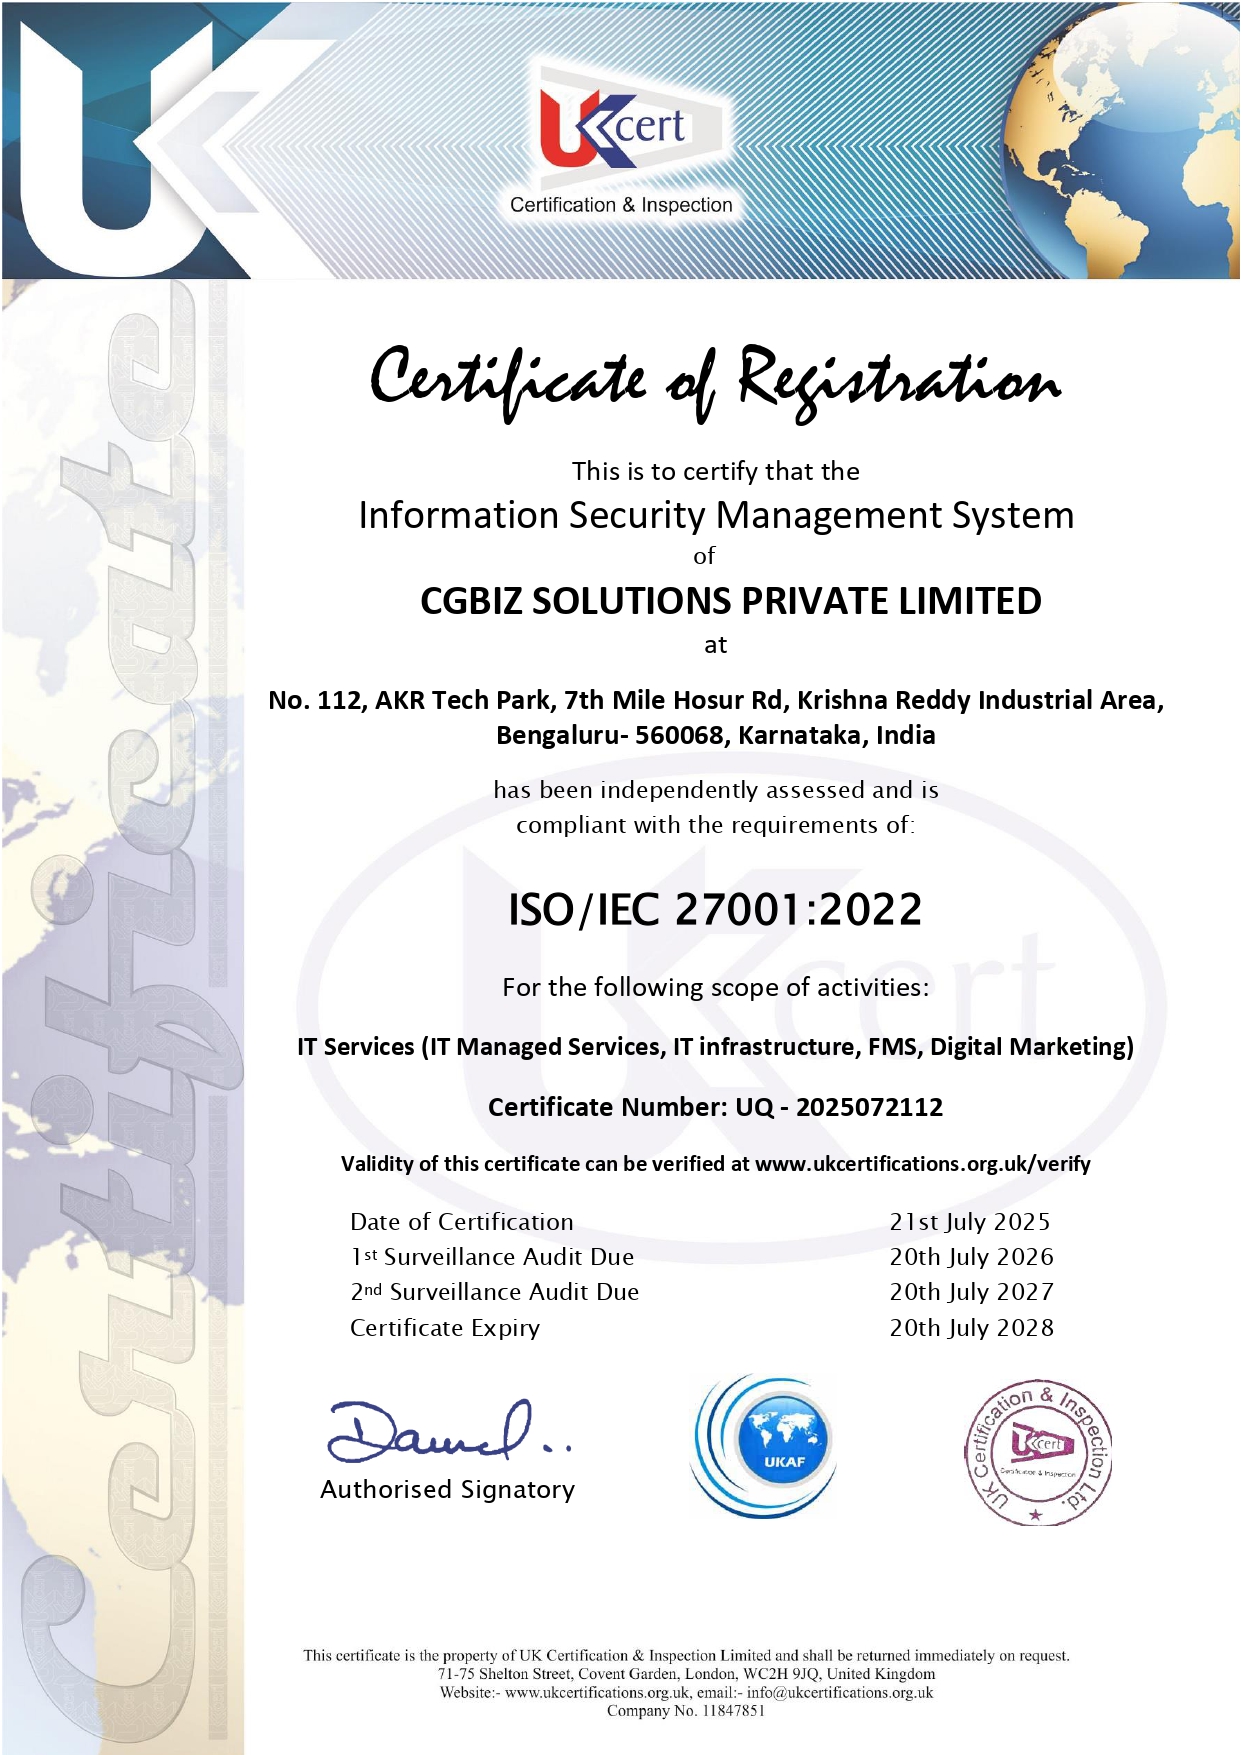 UK
UKcert
Certification & Inspection
Certificate
Certificate of Registration
This is to certify that the
Information Security Management System
of
CGBIZ SOLUTIONS PRIVATE LIMITED
at
No. 112, AKR Tech Park, 7th Mile Hosur Rd, Krishna Reddy Industrial Area,
Bengaluru- 560068, Karnataka, India
has been independently assessed and is
compliant with the requirements of:
ISO/IEC 27001:2022
For the following scope of activities:
IT Services (IT Managed Services, IT infrastructure, FMS, Digital Marketing)
Certificate Number: UQ - 2025072112
Validity of this certificate can be verified at www.ukcertifications.org.uk/verify
Date of Certification 21st July 2025
1st Surveillance Audit Due 20th July 2026
2nd Surveillance Audit Due 20th July 2027
Certificate Expiry 20th July 2028
Authorised Signatory
UKAF
UK Certification & Inspection Ltd.
UKcert
Certification & Inspection
This certificate is the property of UK Certification & Inspection Limited and shall be returned immediately on request.
71-75 Shelton Street, Covent Garden, London, WC2H 9JQ, United Kingdom
Website:- www.ukcertifications.org.uk, email:- info@ukcertifications.org.uk
Company No. 11847851